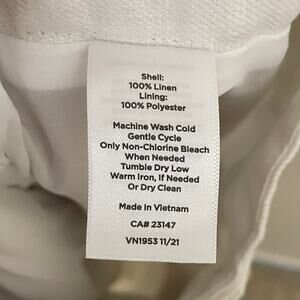 Shell:
100% Linen
Lining:
100% Polyester
Machine Wash Cold
Gentle Cycle
Only Non-Chlorine Bleach
When Needed
Tumble Dry Low
Warm Iron, If Needed
Or Dry Clean
Made In Vietnam
CA# 23147
VN1953 11/21